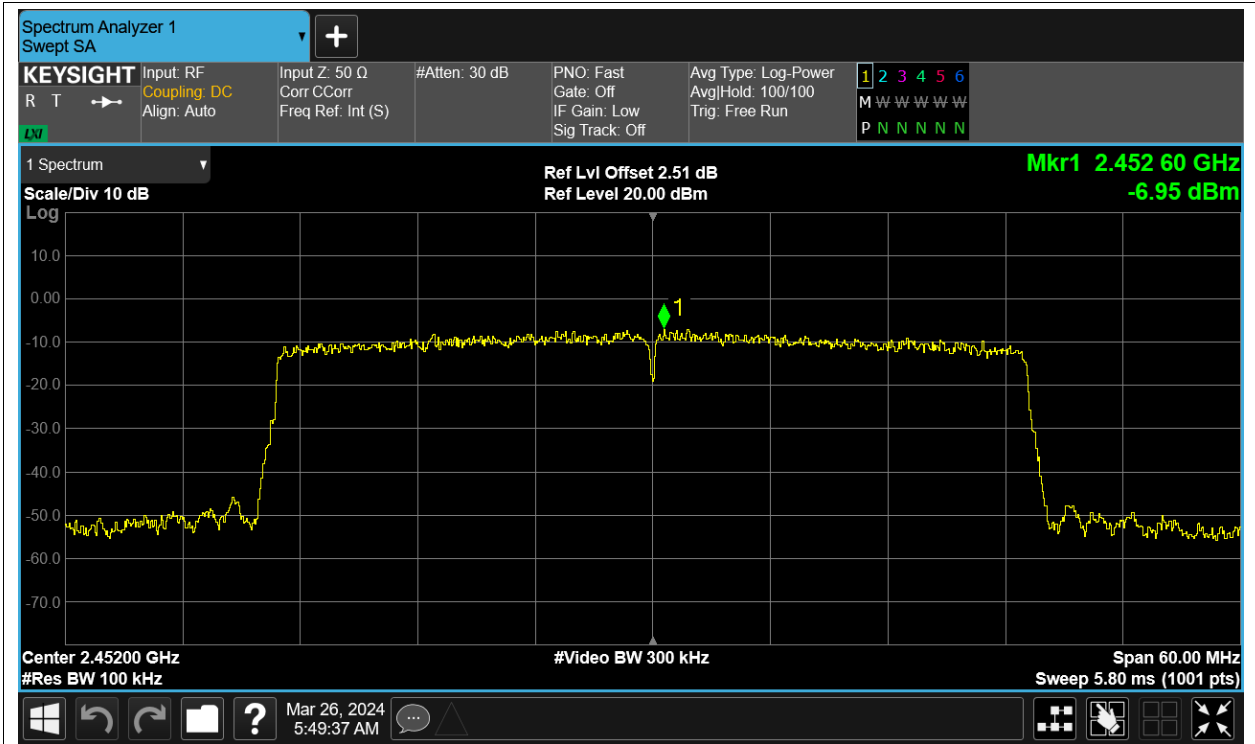 Spectrum Analyzer 1
Swept SA
KEYSIGHT
R T
LXI
Input: RF
Coupling: DC
Align: Auto
Input Z: 50 Ω
Corr CCorr
Freq Ref: Int (S)
#Atten: 30 dB
PNO: Fast
Gate: Off
IF Gain: Low
Sig Track: Off
Avg Type: Log-Power
Avg|Hold: 100/100
Trig: Free Run
1 2 3 4 5 6
M W W W W W
P N N N N N
1 Spectrum
Scale/Div 10 dB
Ref Lvl Offset 2.51 dB
Ref Level 20.00 dBm
Mkr1 2.452 60 GHz
-6.95 dBm
Log
10.0
0.00
1
-10.0
-20.0
-30.0
-40.0
-50.0
-60.0
-70.0
Center 2.45200 GHz
#Res BW 100 kHz
#Video BW 300 kHz
Span 60.00 MHz
Sweep 5.80 ms (1001 pts)
?
Mar 26, 2024
5:49:37 AM